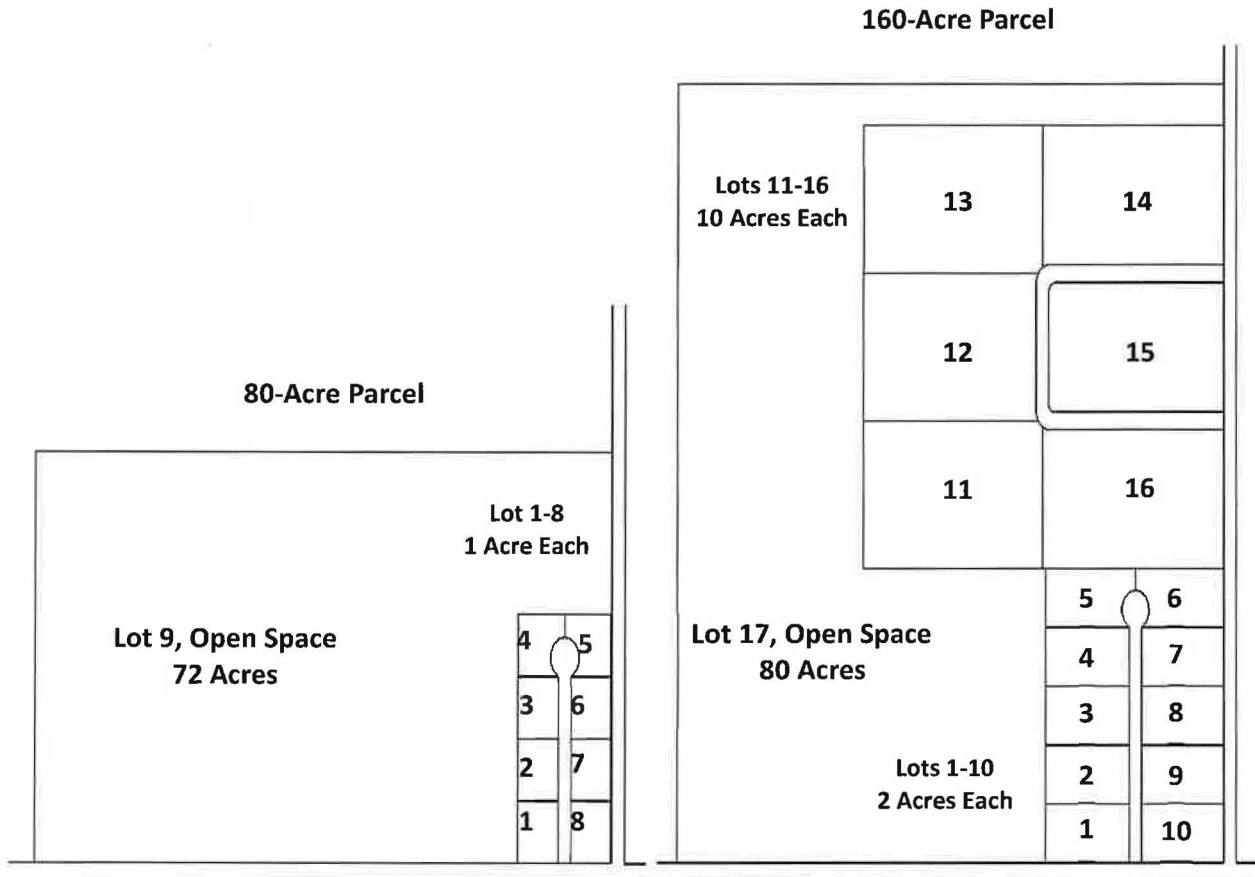 160-Acre Parcel
Lots 11-16
10 Acres Each
13
14
12
15
11
16
Lot 17, Open Space
80 Acres
5
6
4
7
3
8
Lots 1-10
2 Acres Each
2
9
1
10
80-Acre Parcel
Lot 1-8
1 Acre Each
Lot 9, Open Space
72 Acres
4
5
3
6
2
7
1
8